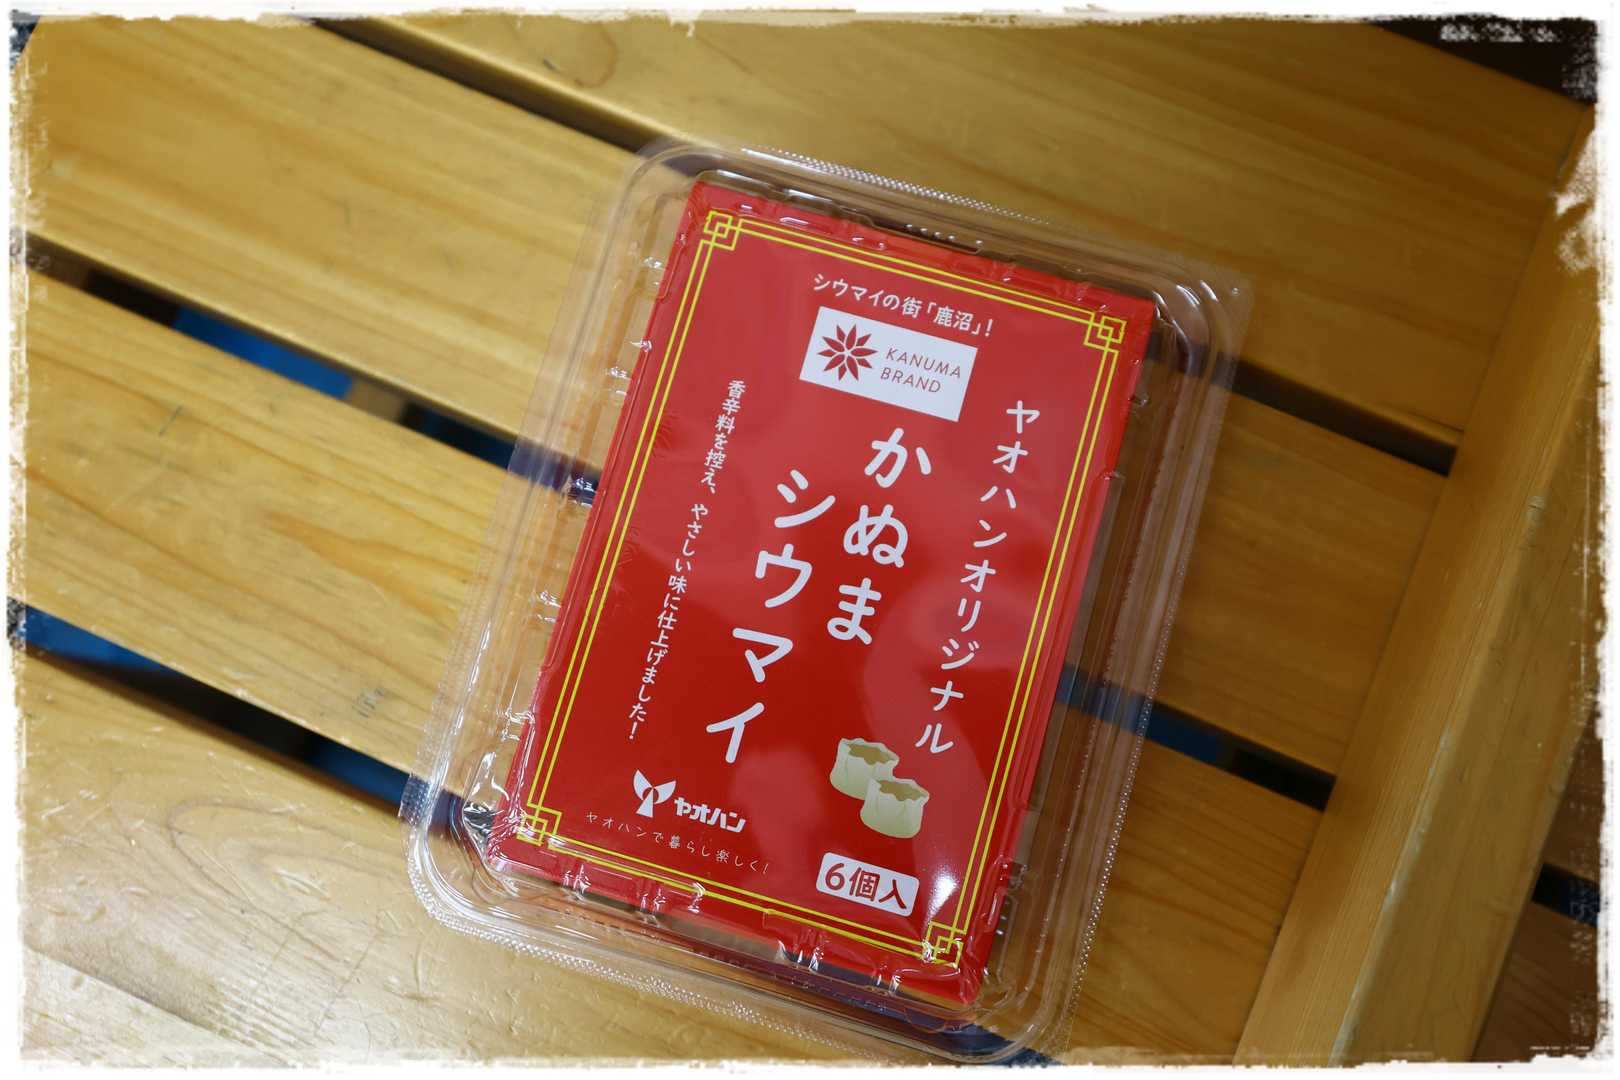 シウマイの街「鹿沼」!
KANUMA
BRAND
ヤオハンオリジナル
かぬま
シウマイ
香辛料を控え、やさしい味に仕上げました!
ヤオハン
ヤオハンで暮らし楽しく!
6個入